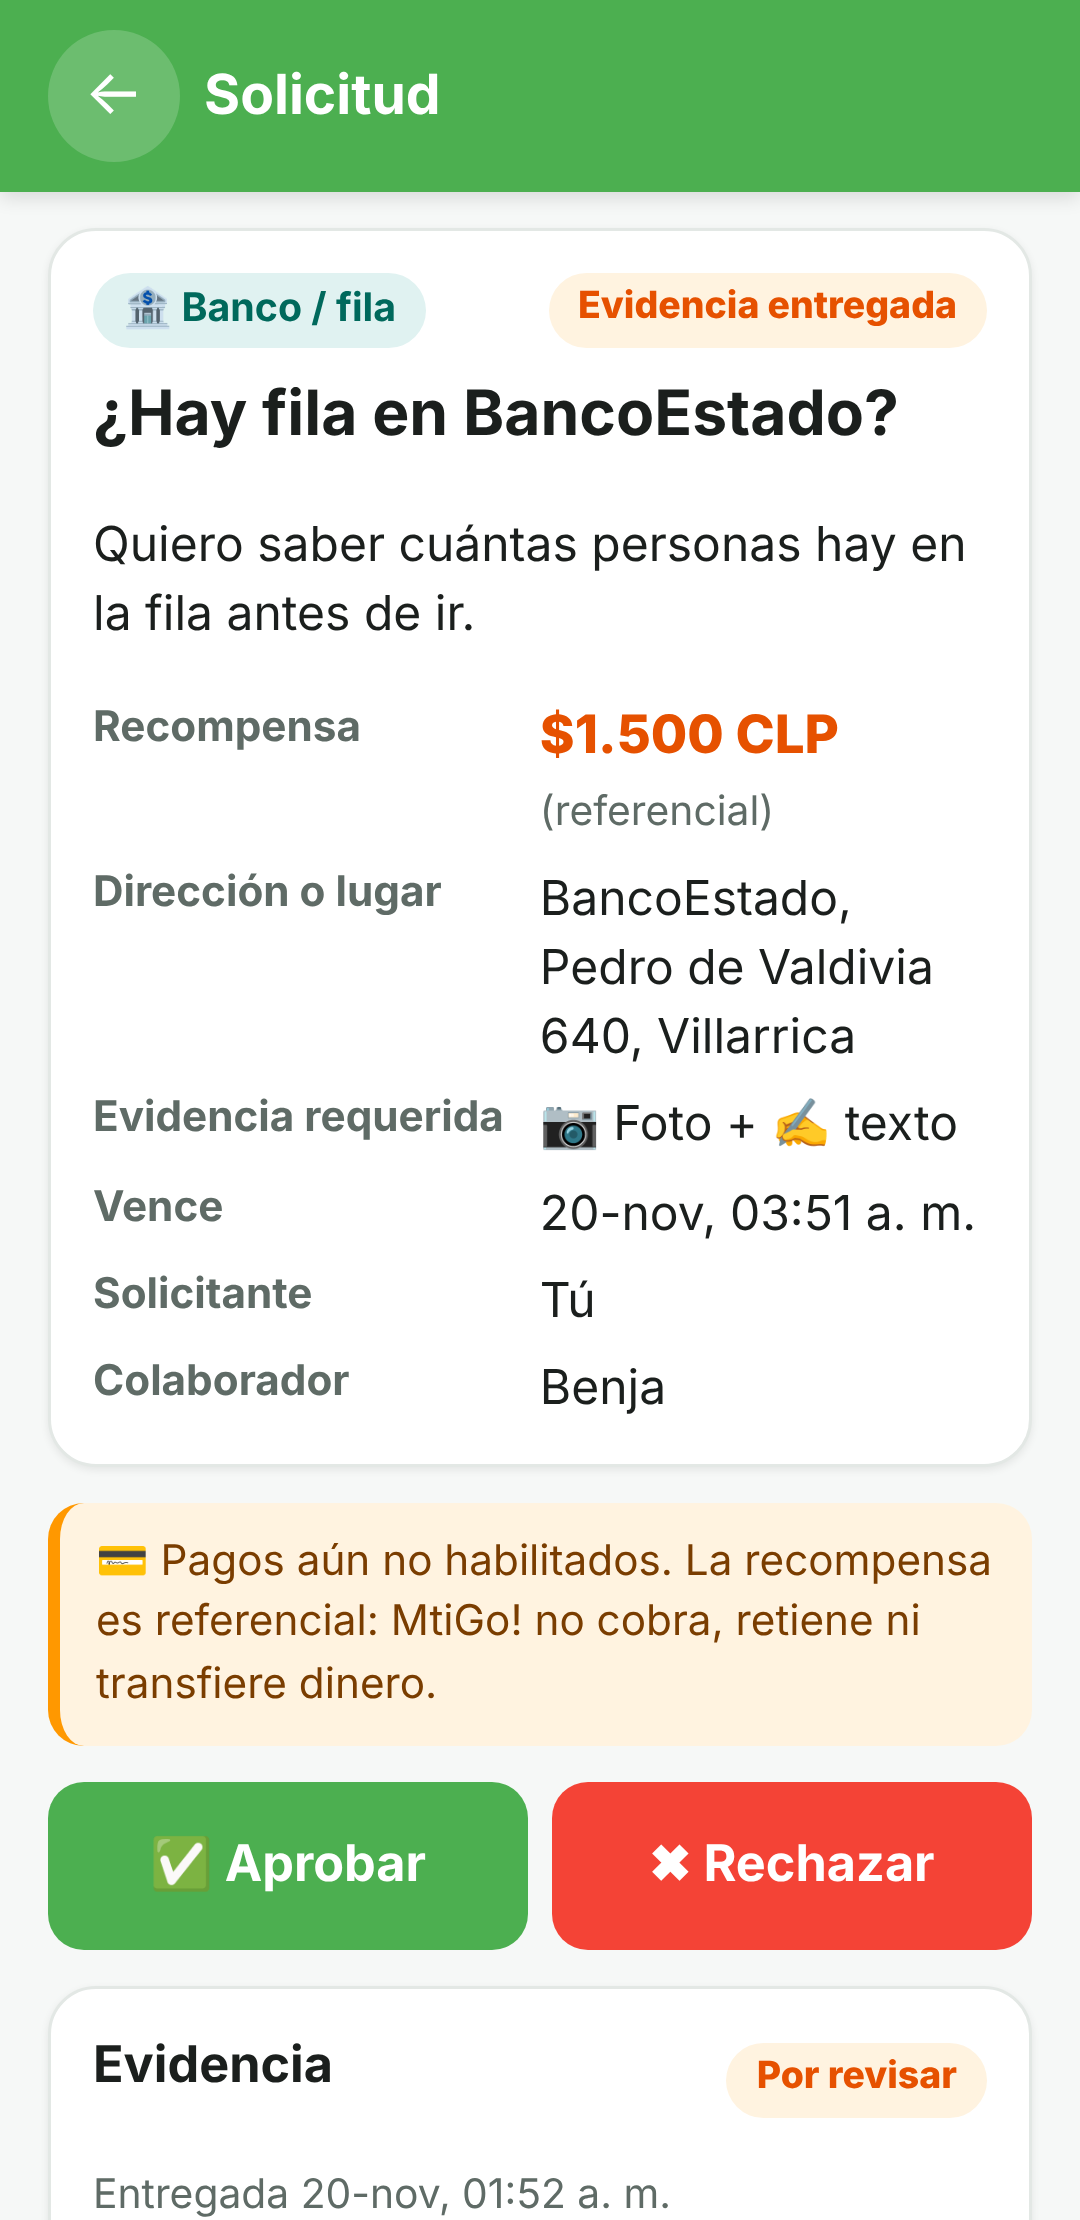 ← Solicitud
🏦 Banco / fila
Evidencia entregada
¿Hay fila en BancoEstado?
Quiero saber cuántas personas hay en
la fila antes de ir.
Recompensa
$1.500 CLP
(referencial)
Dirección o lugar
BancoEstado,
Pedro de Valdivia
640, Villarrica
Evidencia requerida
📷 Foto + ✍️ texto
Vence
20-nov, 03:51 a. m.
Solicitante
Tú
Colaborador
Benja
💳 Pagos aún no habilitados. La recompensa
es referencial: MtiGo! no cobra, retiene ni
transfiere dinero.
✅ Aprobar
✖ Rechazar
Evidencia
Por revisar
Entregada 20-nov, 01:52 a. m.